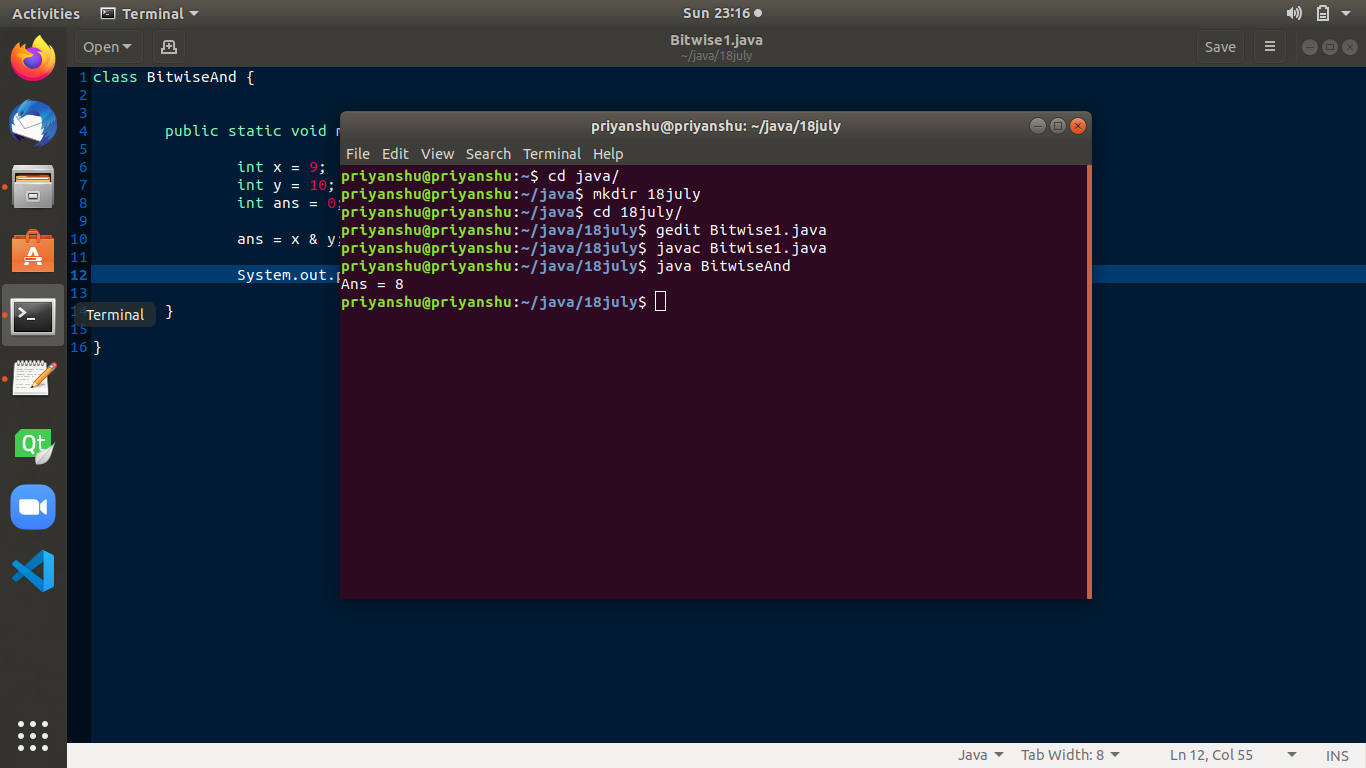 Activities Terminal Sun 23:16
Open Bitwise1.java Save
~/java/18july
1 class BitwiseAnd {
2
3
4 public static void
5
6 int x = 9;
7 int y = 10;
8 int ans = 0;
9
10 ans = x & y;
11
12 System.out.
13
14 }
15
16 }
Terminal
priyanshu@priyanshu: ~/java/18july
File Edit View Search Terminal Help
priyanshu@priyanshu:~$ cd java/
priyanshu@priyanshu:~/java$ mkdir 18july
priyanshu@priyanshu:~/java$ cd 18july/
priyanshu@priyanshu:~/java/18july$ gedit Bitwise1.java
priyanshu@priyanshu:~/java/18july$ javac Bitwise1.java
priyanshu@priyanshu:~/java/18july$ java BitwiseAnd
Ans = 8
priyanshu@priyanshu:~/java/18july$
Qt
Java Tab Width: 8 Ln 12, Col 55 INS